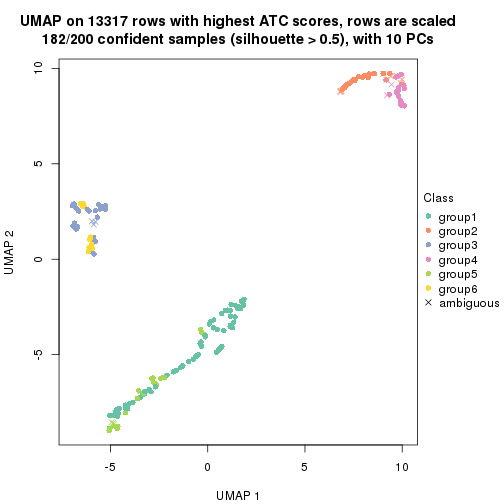 UMAP on 13317 rows with highest ATC scores, rows are scaled
182/200 confident samples (silhouette > 0.5), with 10 PCs
10
5
0
-5
UMAP 2
-5
0
5
10
UMAP 1
Class
group1
group2
group3
group4
group5
group6
ambiguous